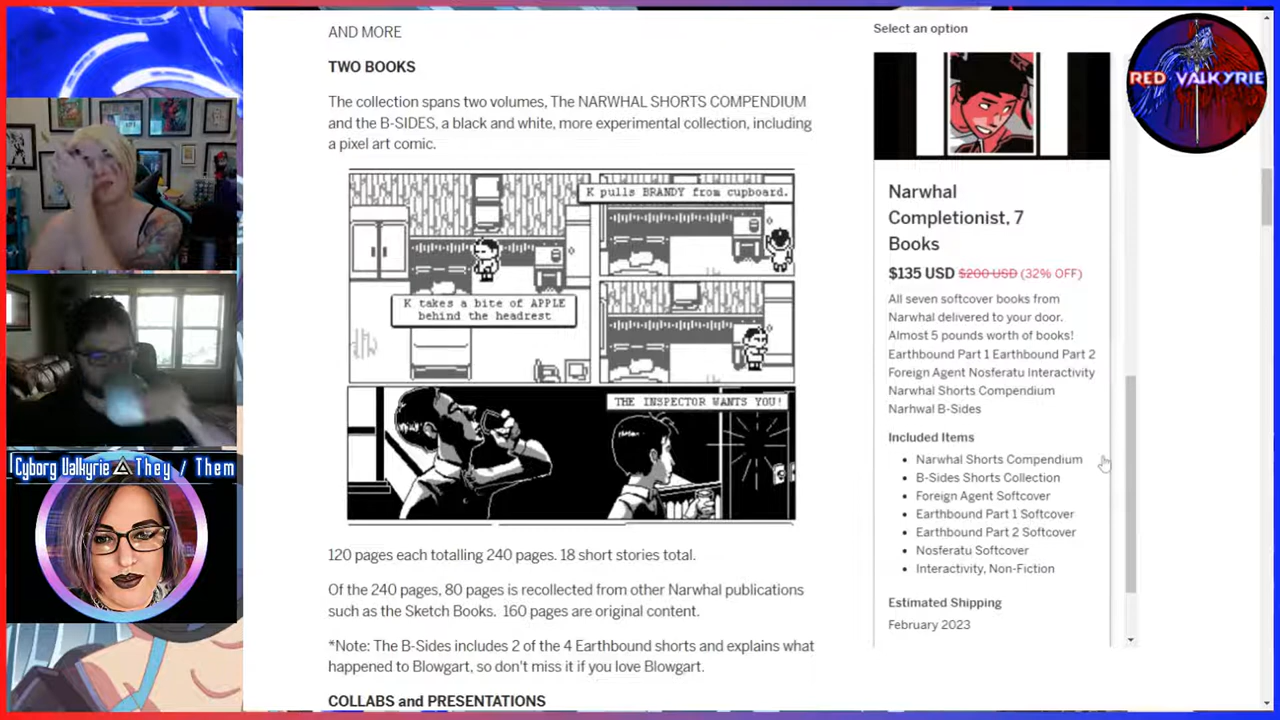 AND MORE
TWO BOOKS
The collection spans two volumes, The NARWHAL SHORTS COMPENDIUM
and the B-SIDES, a black and white, more experimental collection, including
a pixel art comic.
K pulls BRANDY from cupboard.
K takes a bite of APPLE
behind the headrest
THE INSPECTOR WANTS YOU!
120 pages each totalling 240 pages. 18 short stories total.
Of the 240 pages, 80 pages is recollected from other Narwhal publications
such as the Sketch Books. 160 pages are original content.
*Note: The B-Sides includes 2 of the 4 Earthbound shorts and explains what
happened to Blowgart, so don't miss it if you love Blowgart.
COLLABS and PRESENTATIONS
Select an option
Narwhal
Completionist, 7
Books
$135 USD $200 USD (32% OFF)
All seven softcover books from
Narwhal delivered to your door.
Almost 5 pounds worth of books!
Earthbound Part 1 Earthbound Part 2
Foreign Agent Nosferatu Interactivity
Narwhal Shorts Compendium
Narhwal B-Sides
Included Items
Narwhal Shorts Compendium
B-Sides Shorts Collection
Foreign Agent Softcover
Earthbound Part 1 Softcover
Earthbound Part 2 Softcover
Nosferatu Softcover
Interactivity, Non-Fiction
Estimated Shipping
February 2023
RED VALKYRIE
Cyborg Valkyrie They / Them